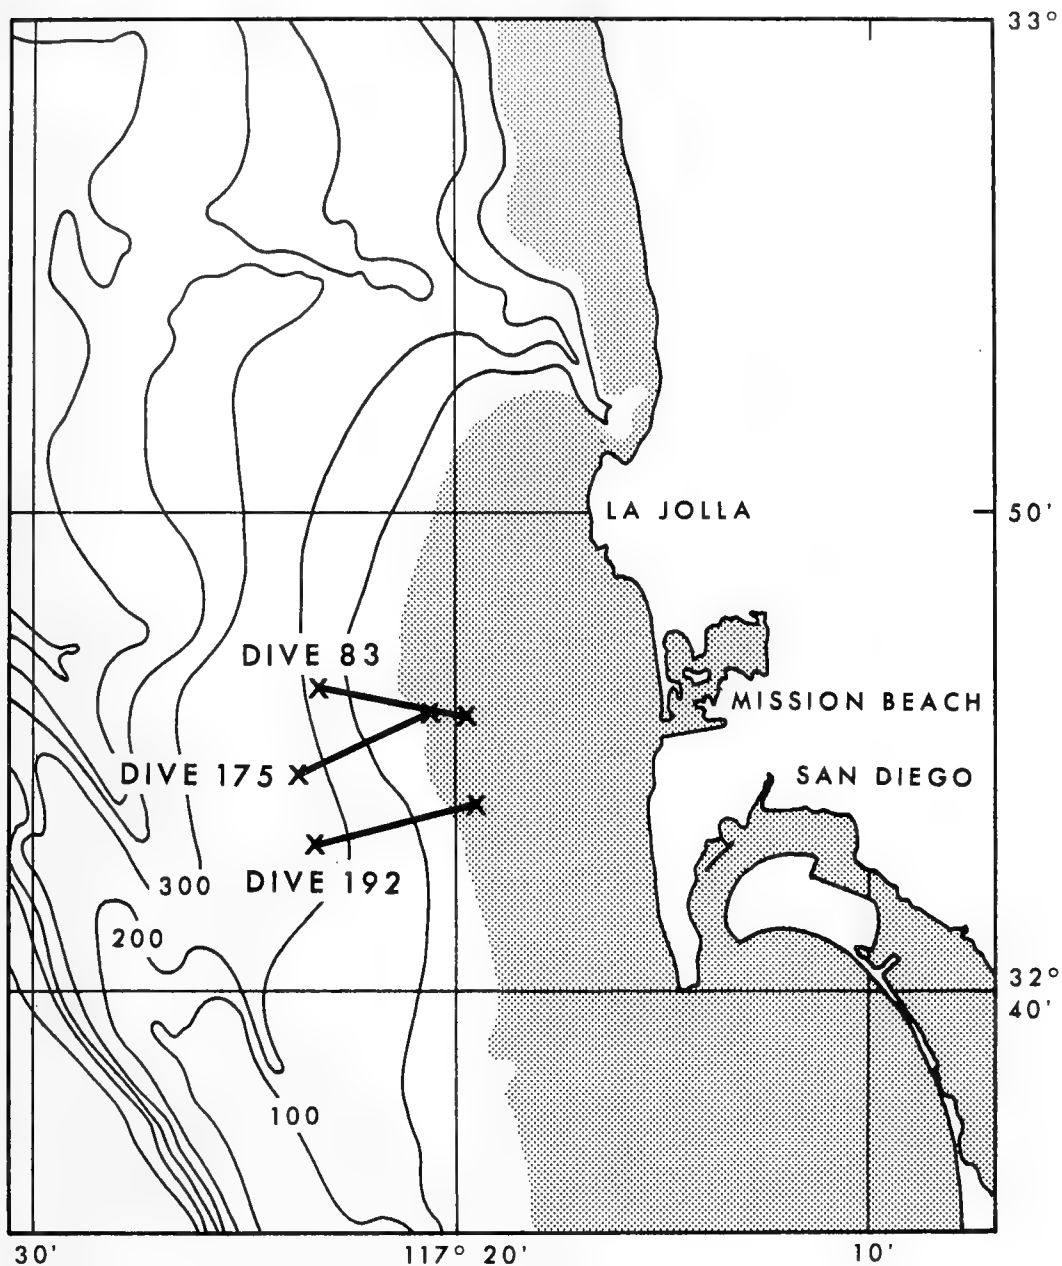 33°
LA JOLLA
50'
DIVE 83
MISSION BEACH
DIVE 175
SAN DIEGO
300
DIVE 192
200
32°
40'
100
30'
117° 20'
10'